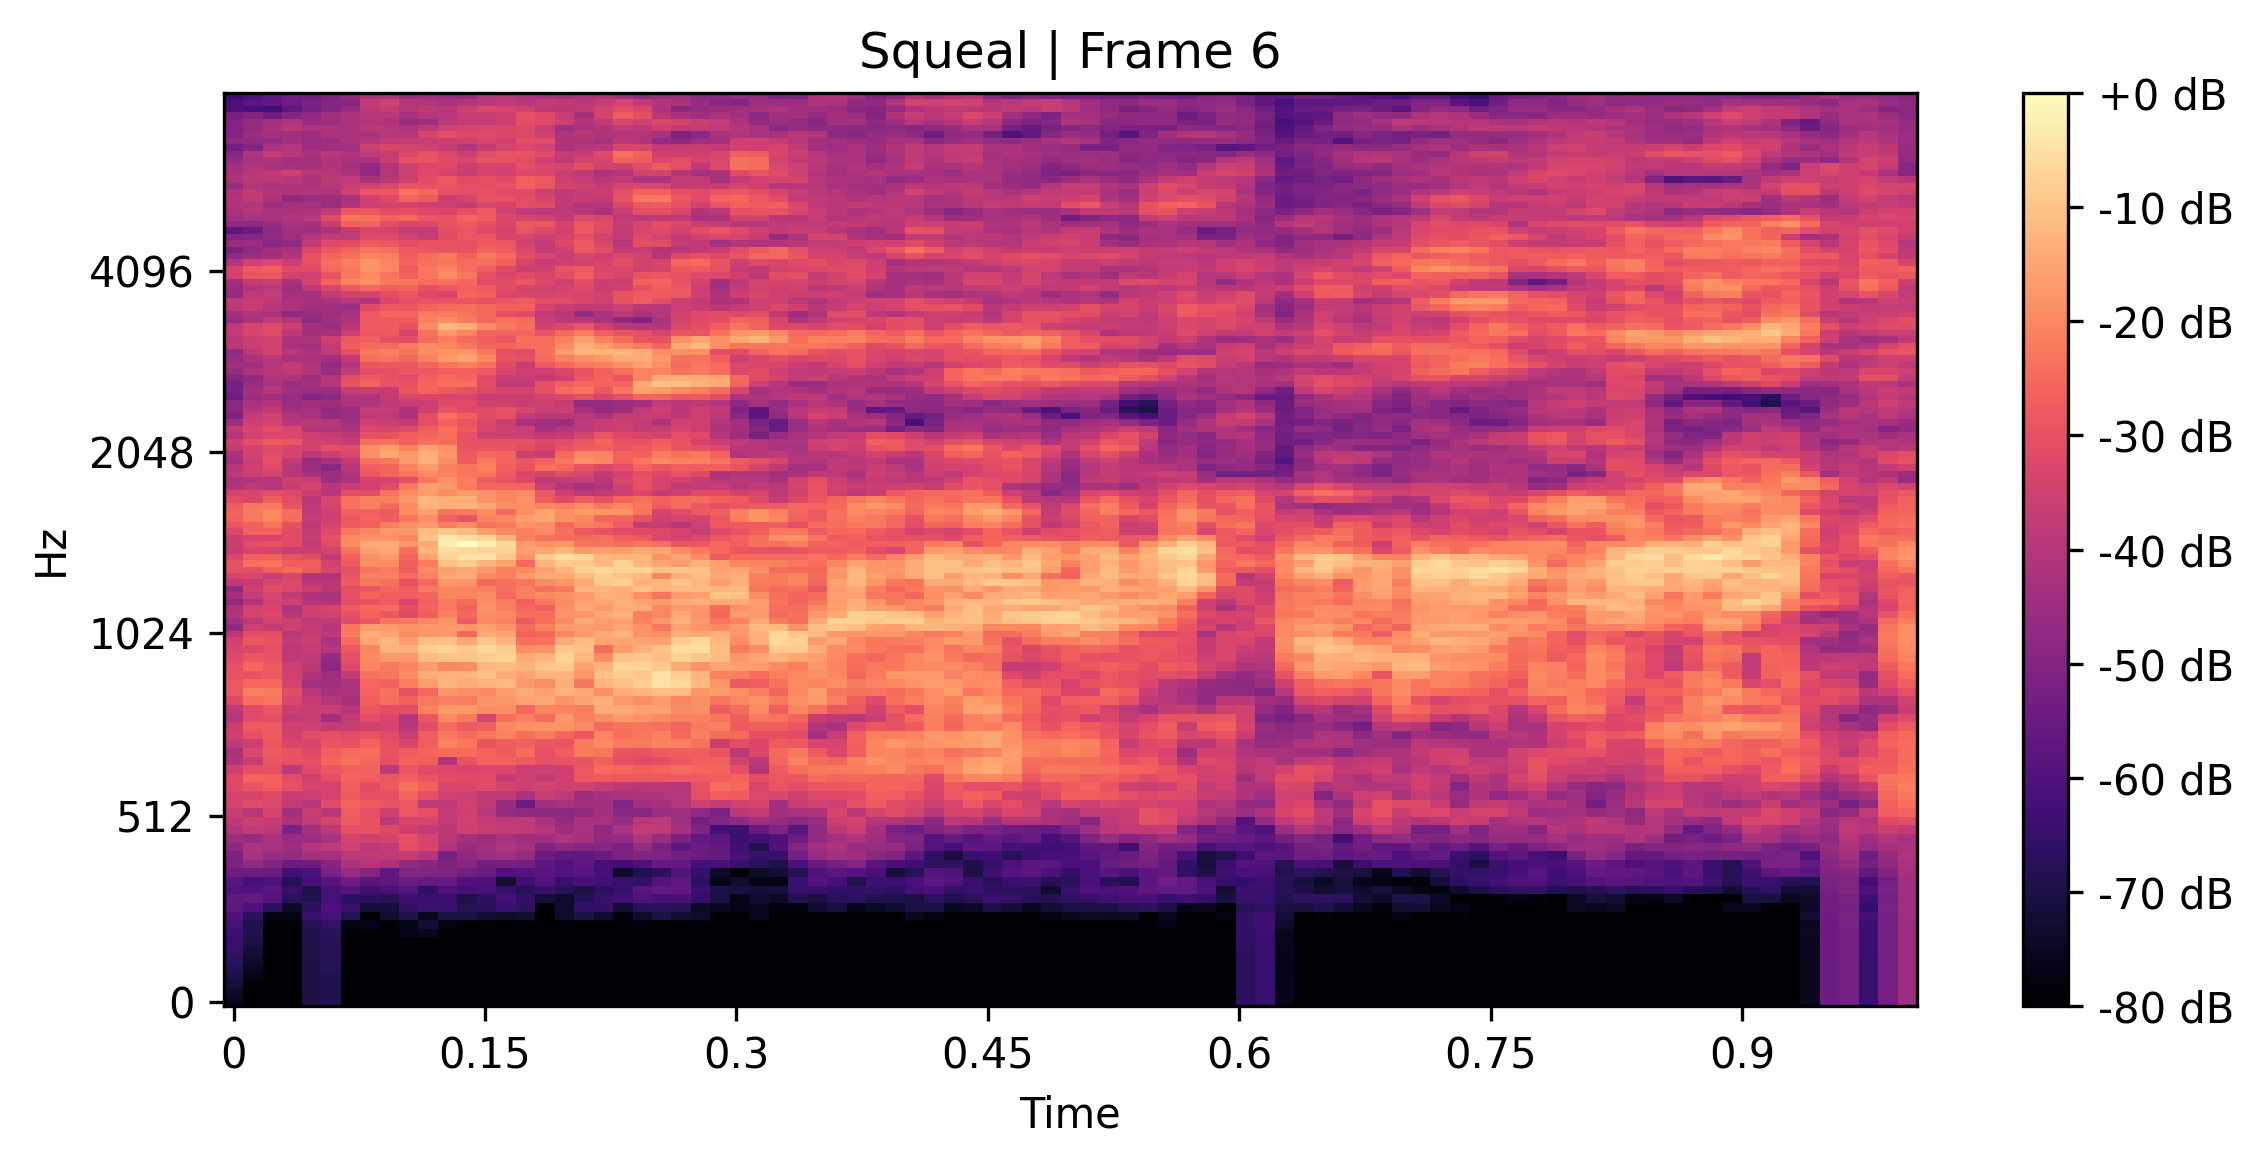 Squeal | Frame 6
Hz
4096
2048
1024
512
0
0 0.15 0.3 0.45 0.6 0.75 0.9
Time
+0 dB
-10 dB
-20 dB
-30 dB
-40 dB
-50 dB
-60 dB
-70 dB
-80 dB